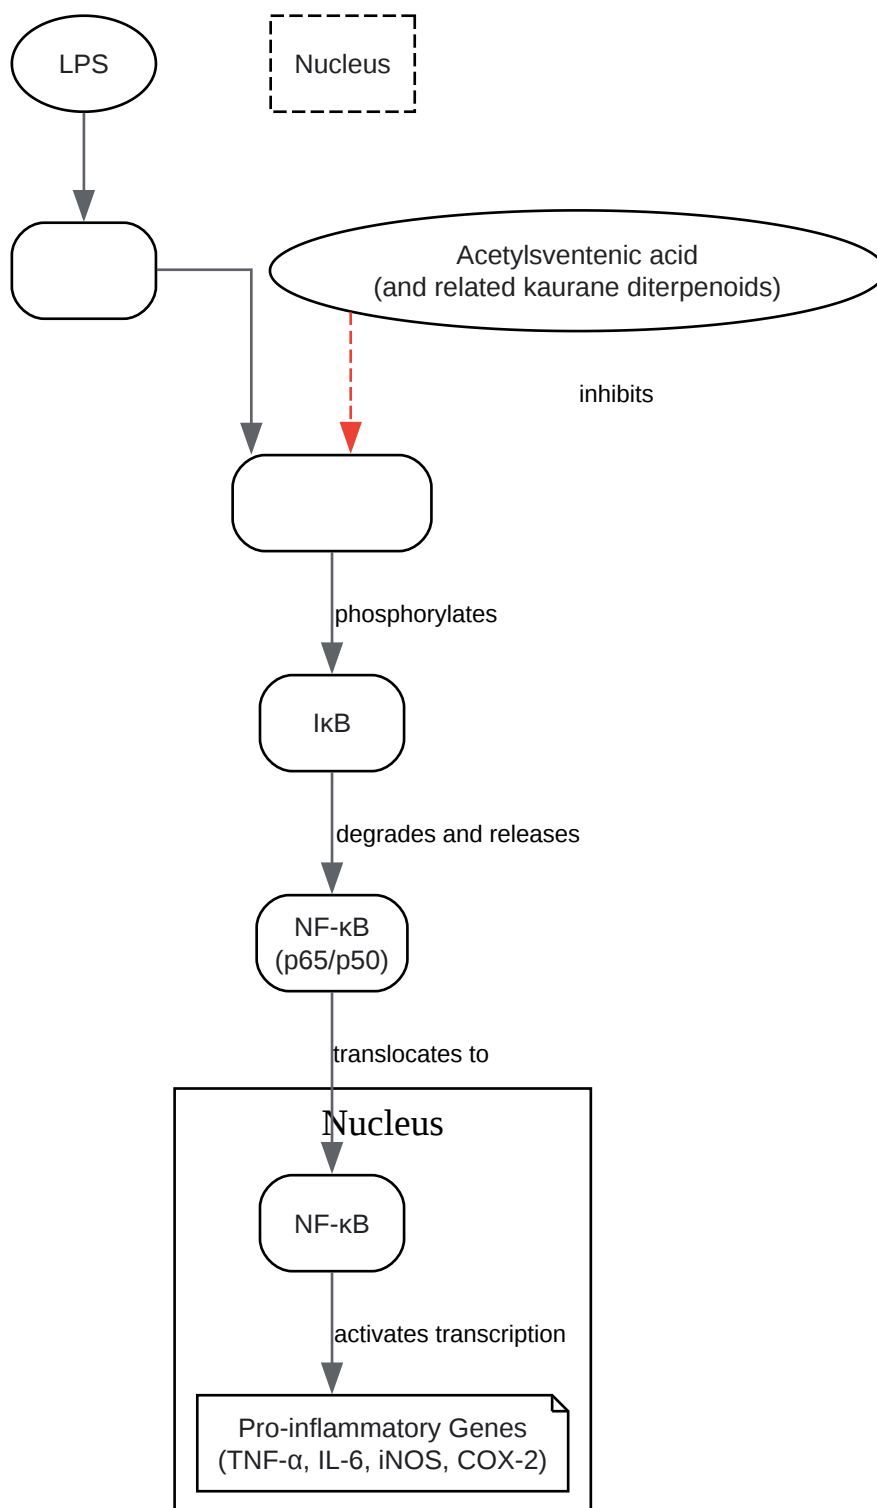 LPS
Nucleus
Acetylsventenic acid
(and related kaurane diterpenoids)
inhibits
phosphorylates
IκB
degrades and releases
NF-κB
(p65/p50)
translocates to
Nucleus
NF-κB
activates transcription
Pro-inflammatory Genes
(TNF-α, IL-6, iNOS, COX-2)